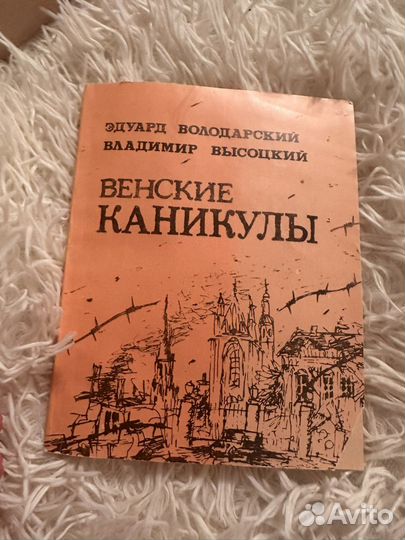 ЭДУАРД ВОЛОДАРСКИЙ
ВЛАДИМИР ВЫСОЦКИЙ
ВЕНСКИЕ
КАНИКУЛЫ
Avito